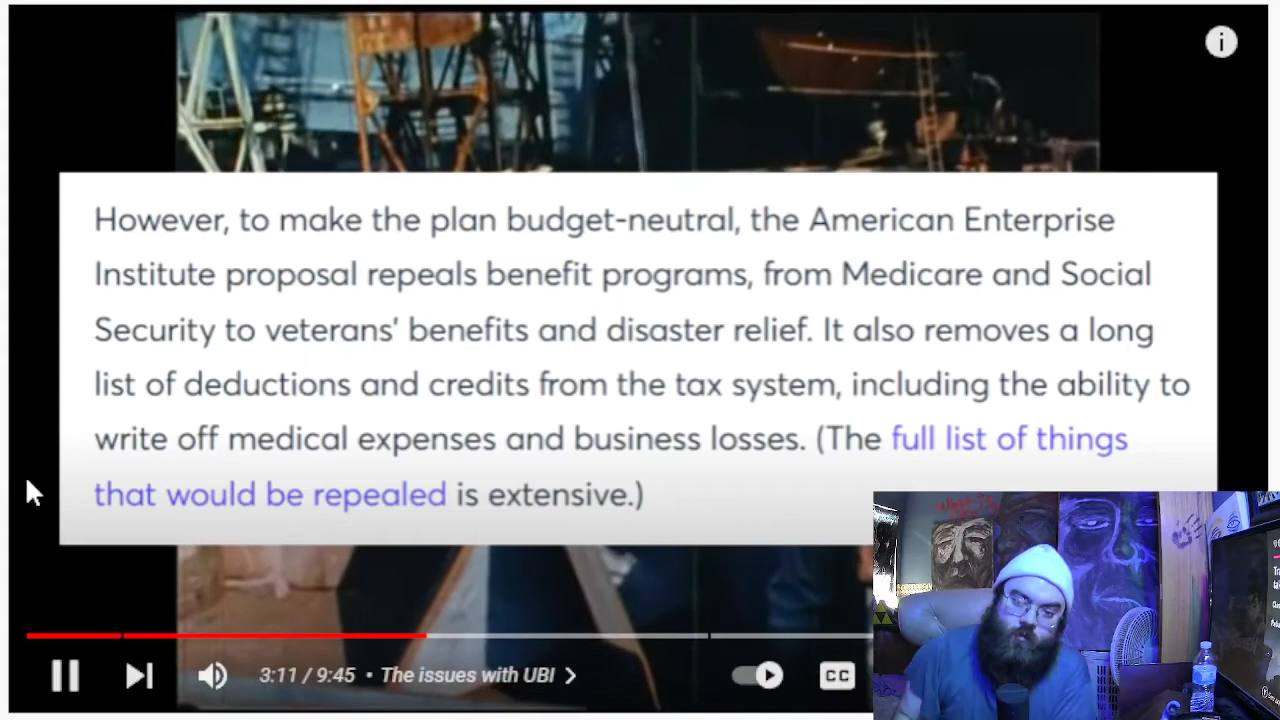 However, to make the plan budget-neutral, the American Enterprise
Institute proposal repeals benefit programs, from Medicare and Social
Security to veterans' benefits and disaster relief. It also removes a long
list of deductions and credits from the tax system, including the ability to
write off medical expenses and business losses. (The full list of things
that would be repealed is extensive.)
3:11 / 9:45 • The issues with UBI >
CC